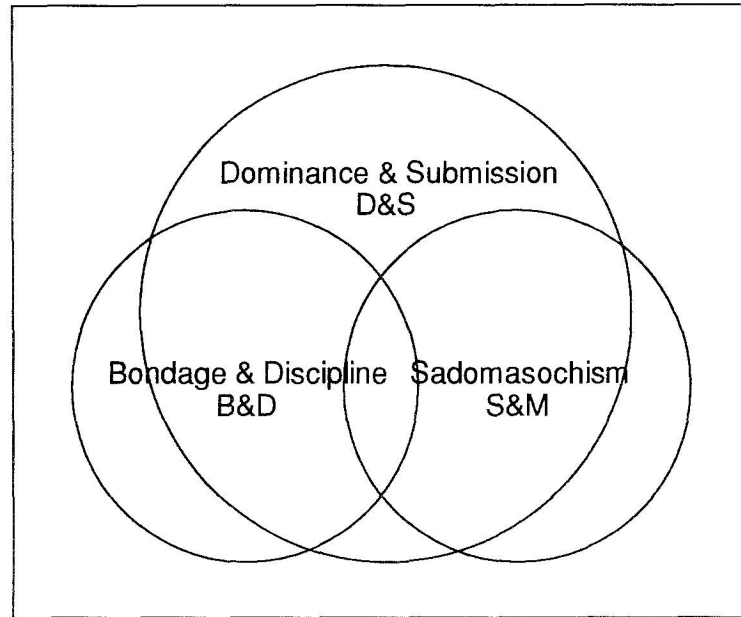 Dominance & Submission
D&S
Bondage & Discipline
B&D
Sadomasochism
S&M